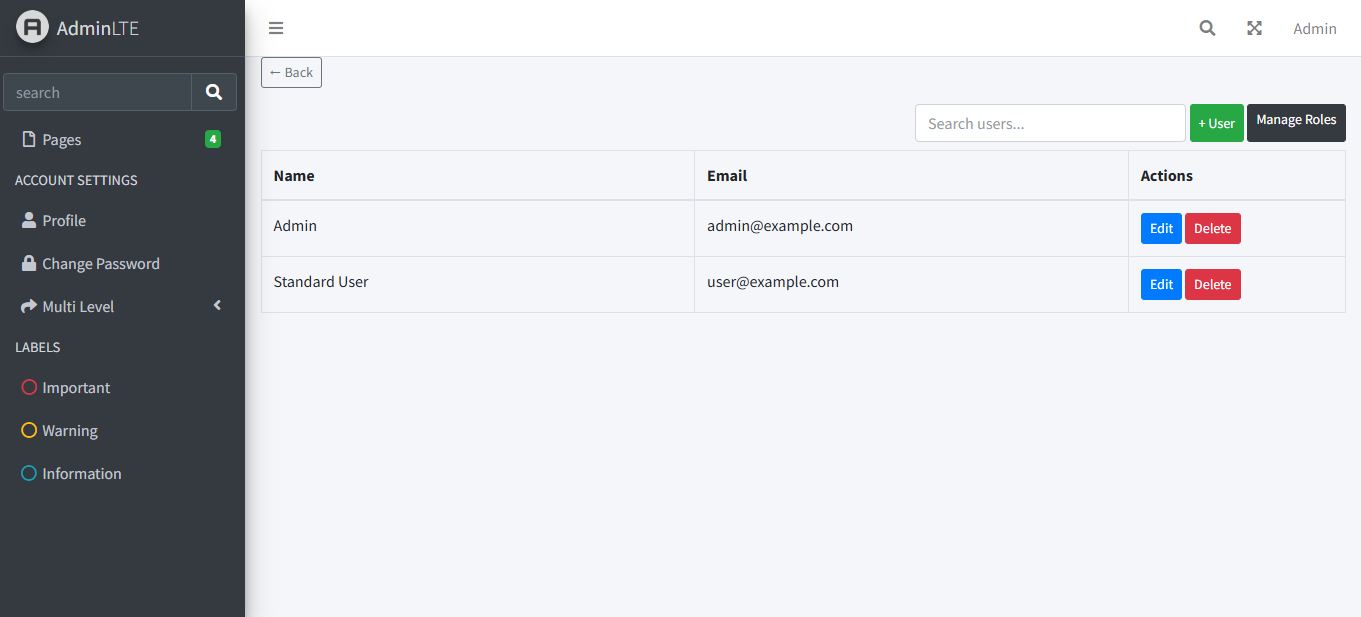 AdminLTE
Admin
search
← Back
Search users...
+ User
Manage Roles
Pages
4
ACCOUNT SETTINGS
Profile
Change Password
Multi Level
LABELS
Important
Warning
Information
Name Email Actions
Admin admin@example.com Edit Delete
Standard User user@example.com Edit Delete